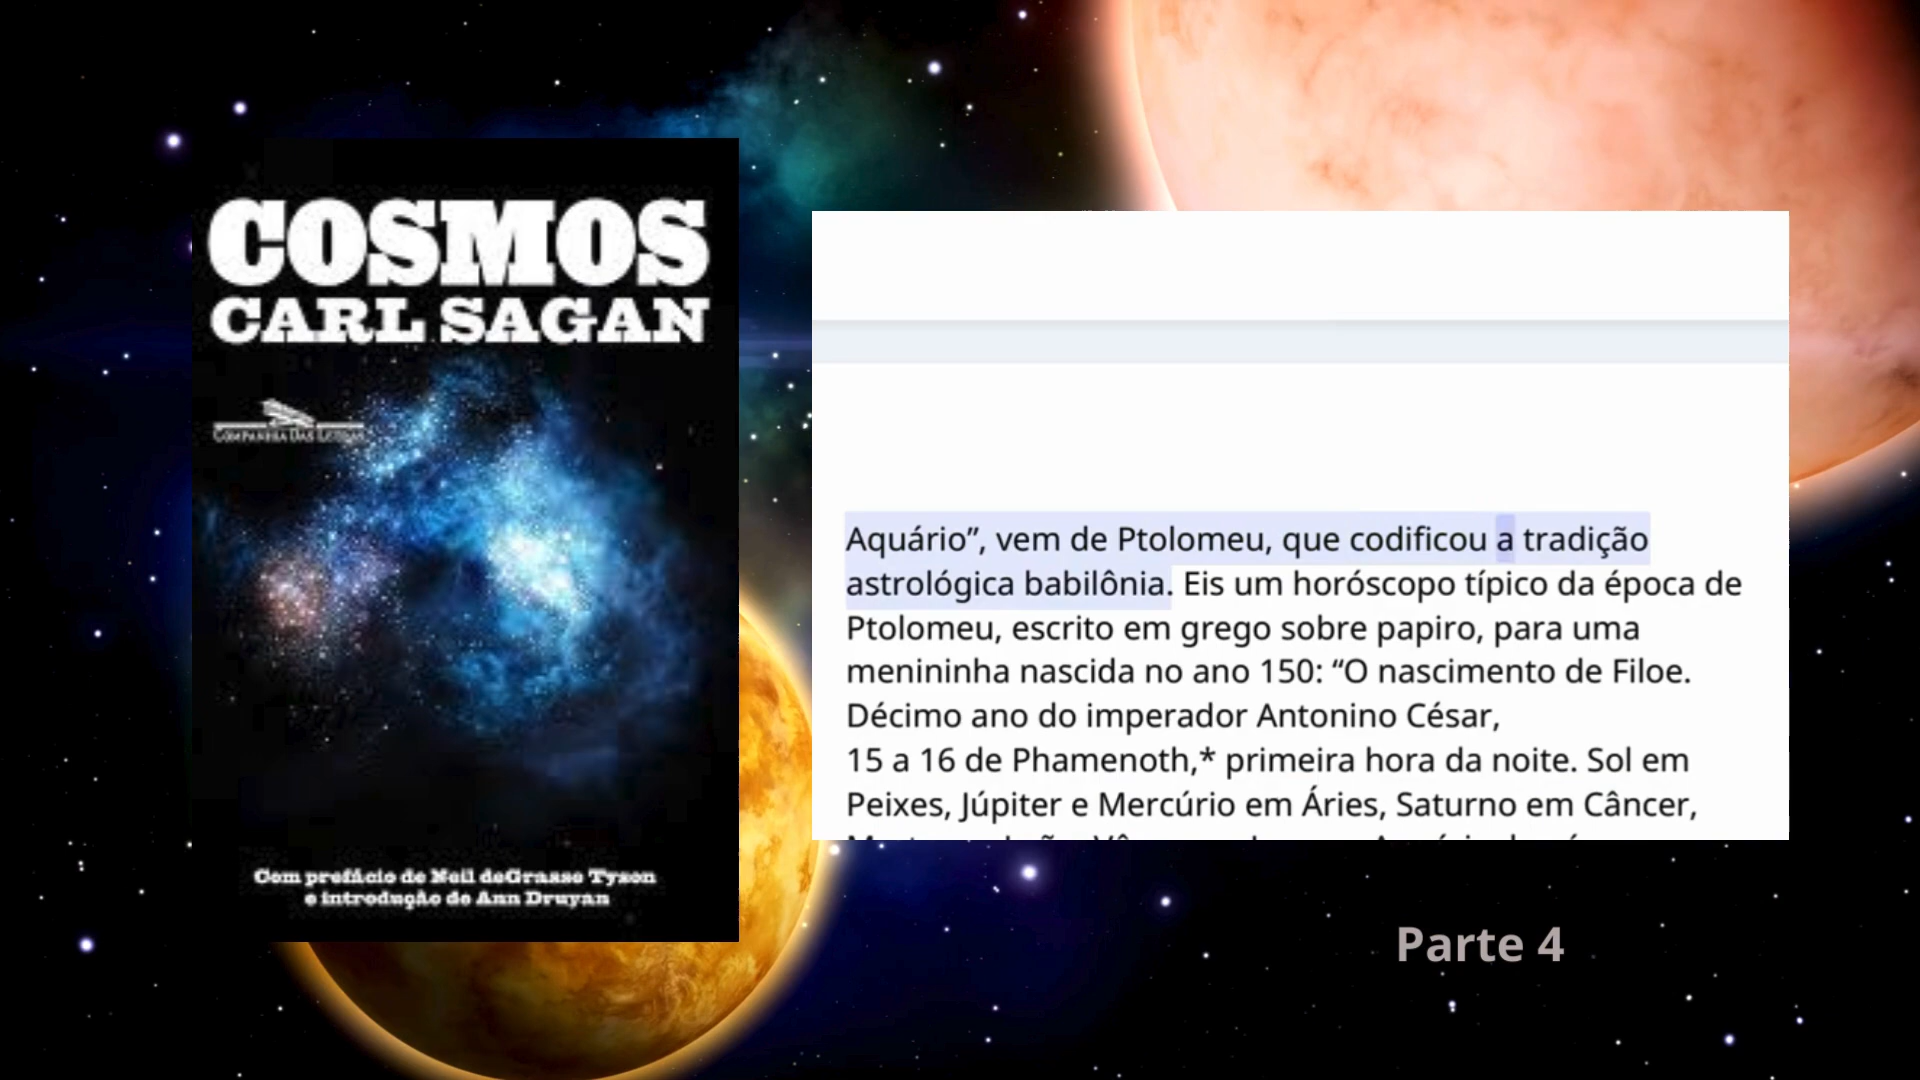 COSMOS
CARL SAGAN
COMPANHIA DAS LETRAS
Com prefácio de Neil deGrasse Tyson
e introdução de Ann Druyan
Aquário”, vem de Ptolomeu, que codificou a tradição
astrológica babilônia. Eis um horóscopo típico da época de
Ptolomeu, escrito em grego sobre papiro, para uma
menininha nascida no ano 150: “O nascimento de Filoe.
Décimo ano do imperador Antonino César,
15 a 16 de Phamenoth,* primeira hora da noite. Sol em
Peixes, Júpiter e Mercúrio em Áries, Saturno em Câncer,
Parte 4